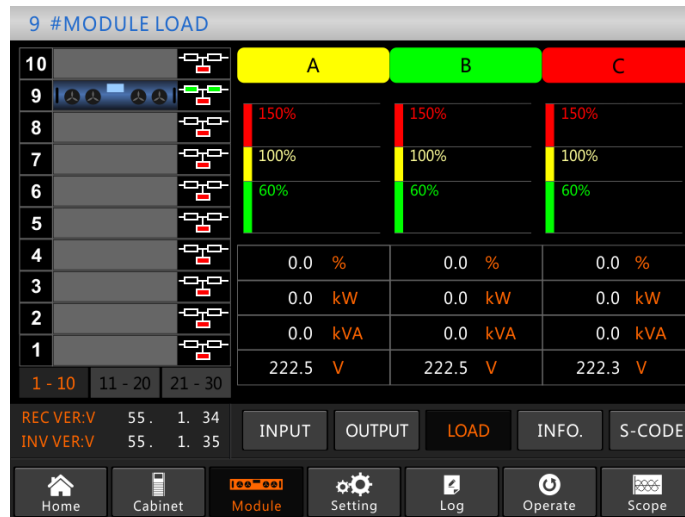 9 #MODULE LOAD
10
9
8
7
6
5
4
3
2
1
1 - 10 11 - 20 21 - 30
A B C
150% 150% 150%
100% 100% 100%
60% 60% 60%
0.0 % 0.0 % 0.0 %
0.0 kW 0.0 kW 0.0 kW
0.0 kVA 0.0 kVA 0.0 kVA
222.5 V 222.5 V 222.3 V
REC VER:V 55. 1. 34
INV VER:V 55. 1. 35
INPUT OUTPUT LOAD INFO. S-CODE
Home Cabinet Module Setting Log Operate Scope